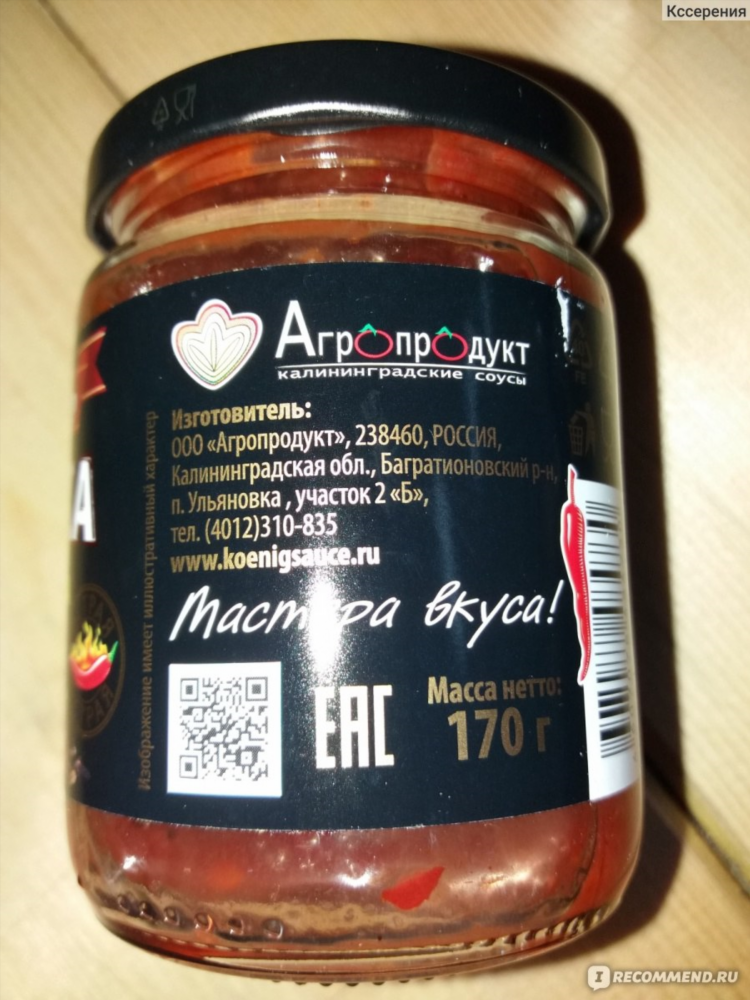 Кссерения
Агропродукт
калининградские соусы
Изготовитель:
ООО «Агропродукт», 238460, РОССИЯ,
Калининградская обл., Багратионовский р-н,
п. Ульяновка , участок 2 «Б»,
тел. (4012)310-835
www.koenigsauce.ru
Мастера вкуса!
ЕАС
Масса нетто:
170 г
Изображение имеет иллюстративный характер
I RECOMMEND.RU